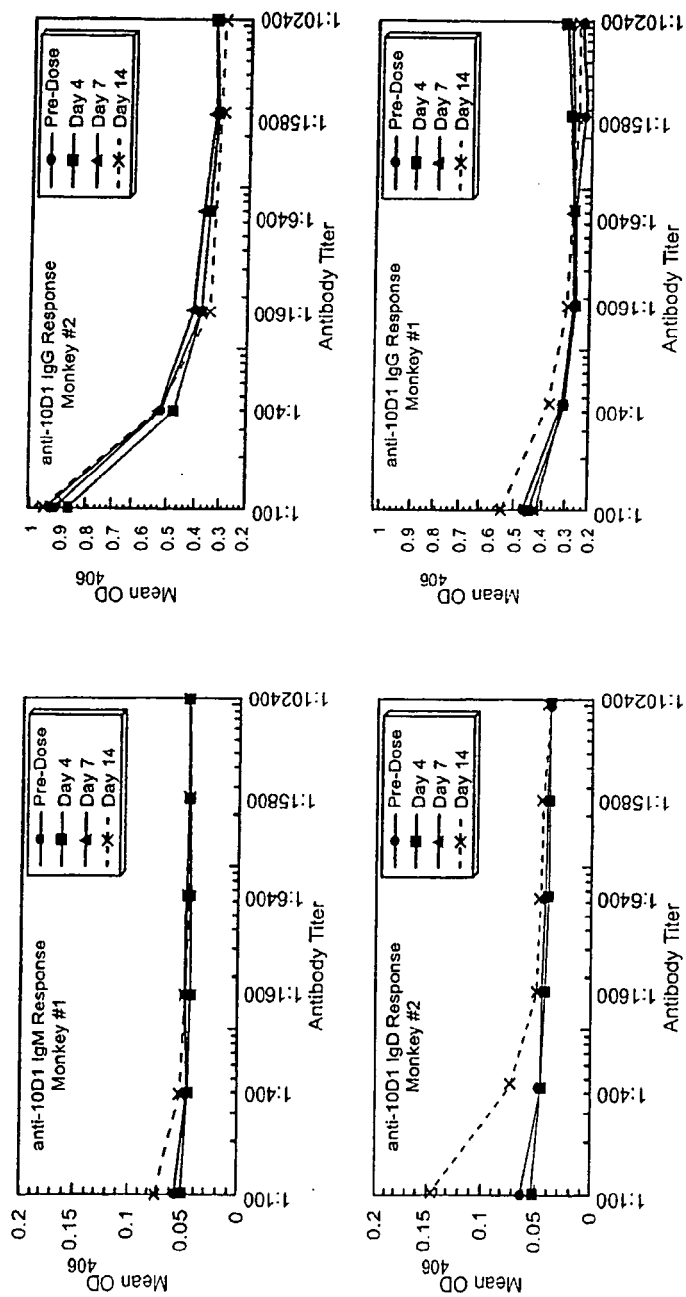 anti-10D1 IgM Response
Monkey #1
Pre-Dose
Day 4
Day 7
Day 14
Mean OD 406
0.2
0.15
0.1
0.05
0
1:100
1:400
1:1600
1:6400
1:15800
1:102400
Antibody Titer
anti-10D1 IgG Response
Monkey #2
Pre-Dose
Day 4
Day 7
Day 14
Mean OD 406
1
0.9
0.8
0.7
0.6
0.5
0.4
0.3
0.2
1:100
1:400
1:1600
1:6400
1:15800
1:102400
Antibody Titer
anti-10D1 IgD Response
Monkey #2
Pre-Dose
Day 4
Day 7
Day 14
Mean OD 406
0.2
0.15
0.1
0.05
0
1:100
1:400
1:1600
1:6400
1:15800
1:102400
Antibody Titer
anti-10D1 IgG Response
Monkey #1
Pre-Dose
Day 4
Day 7
Day 14
Mean OD 406
1
0.9
0.8
0.7
0.6
0.5
0.4
0.3
0.2
1:100
1:400
1:1600
1:6400
1:15800
1:102400
Antibody Titer